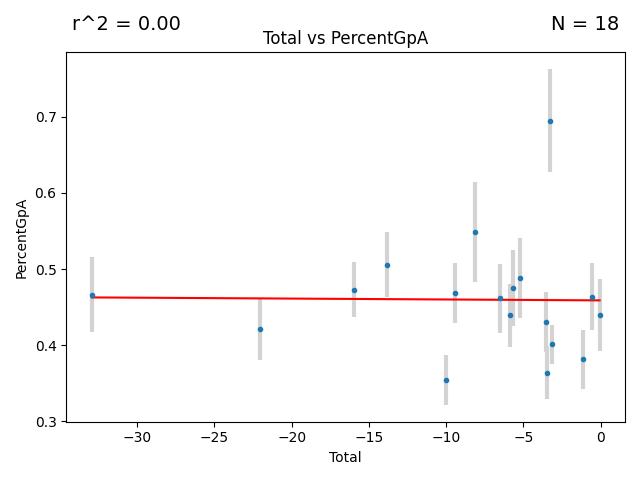 r^2 = 0.00
N = 18
Total vs PercentGpA
PercentGpA
0.7
0.6
0.5
0.4
0.3
−30
−25
−20
−15
−10
−5
0
Total